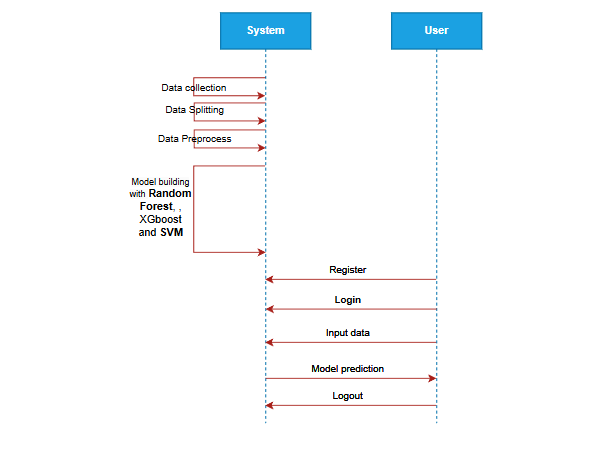 System
User
Data collection
Data Splitting
Data Preprocess
Model building
with Random
Forest, ,
XGboost
and SVM
Register
Login
Input data
Model prediction
Logout